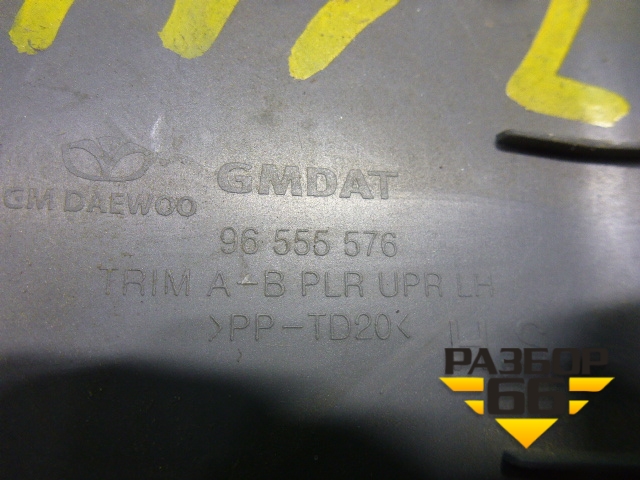 GM DAEWOO
GMDAT
96 555 576
TRIM A-B PLR UPR LH
>PP-TD20<
РАЗБОР
66